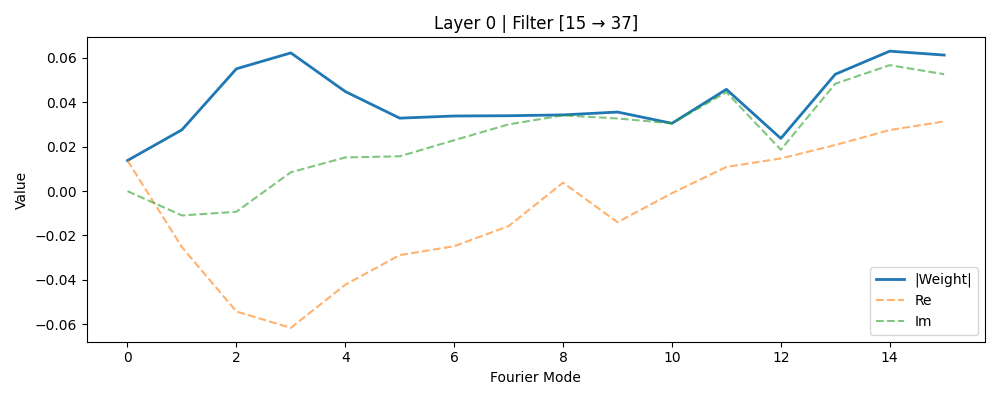 Layer 0 | Filter [15 → 37]
Value
0.06
0.04
0.02
0.00
−0.02
−0.04
−0.06
|Weight|
Re
Im
0 2 4 6 8 10 12 14
Fourier Mode